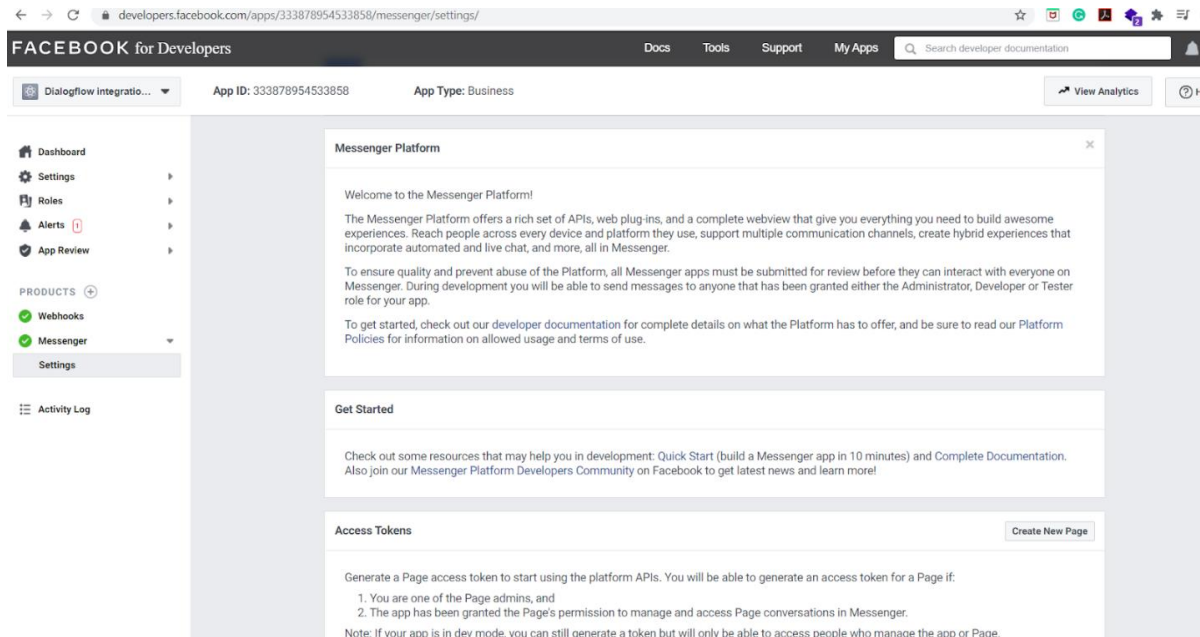 developers.facebook.com/apps/333878954533858/messenger/settings/
2
FACEBOOK for Developers
Docs
Tools
Support
My Apps
Search developer documentation
Dialogflow integratio...
App ID: 333878954533858
App Type: Business
View Analytics
Dashboard
Settings
Roles
Alerts 1
App Review
PRODUCTS
Webhooks
Messenger
Settings
Activity Log
Messenger Platform
Welcome to the Messenger Platform!
The Messenger Platform offers a rich set of APIs, web plug-ins, and a complete webview that give you everything you need to build awesome
experiences. Reach people across every device and platform they use, support multiple communication channels, create hybrid experiences that
incorporate automated and live chat, and more, all in Messenger.
To ensure quality and prevent abuse of the Platform, all Messenger apps must be submitted for review before they can interact with everyone on
Messenger. During development you will be able to send messages to anyone that has been granted either the Administrator, Developer or Tester
role for your app.
To get started, check out our developer documentation for complete details on what the Platform has to offer, and be sure to read our Platform
Policies for information on allowed usage and terms of use.
Get Started
Check out some resources that may help you in development: Quick Start (build a Messenger app in 10 minutes) and Complete Documentation.
Also join our Messenger Platform Developers Community on Facebook to get latest news and learn more!
Access Tokens
Create New Page
Generate a Page access token to start using the platform APIs. You will be able to generate an access token for a Page if:
1. You are one of the Page admins, and
2. The app has been granted the Page's permission to manage and access Page conversations in Messenger.
Note: If your app is in dev mode, you can still generate a token but will only be able to access people who manage the app or Page.